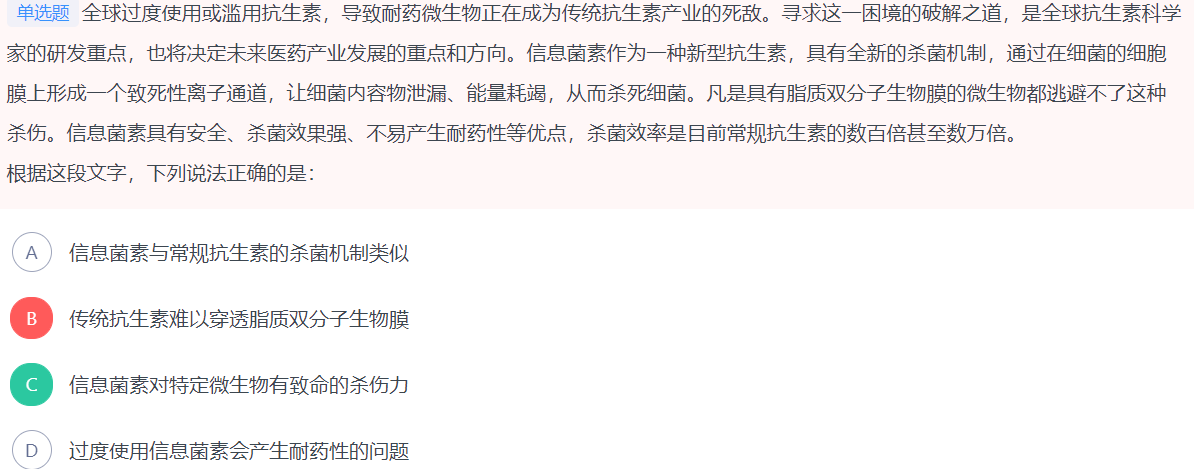 单选题 全球过度使用或滥用抗生素，导致耐药微生物正在成为传统抗生素产业的死敌。寻求这一困境的破解之道，是全球抗生素科学
家的研发重点，也将决定未来医药产业发展的重点和方向。信息菌素作为一种新型抗生素，具有全新的杀菌机制，通过在细菌的细胞
膜上形成一个致死性离子通道，让细菌内容物泄漏、能量耗竭，从而杀死细菌。凡是具有脂质双分子生物膜的微生物都逃避不了这种
杀伤。信息菌素具有安全、杀菌效果强、不易产生耐药性等优点，杀菌效率是目前常规抗生素的数百倍甚至数万倍。
根据这段文字，下列说法正确的是：
A 信息菌素与常规抗生素的杀菌机制类似
B 传统抗生素难以穿透脂质双分子生物膜
C 信息菌素对特定微生物有致命的杀伤力
D 过度使用信息菌素会产生耐药性的问题